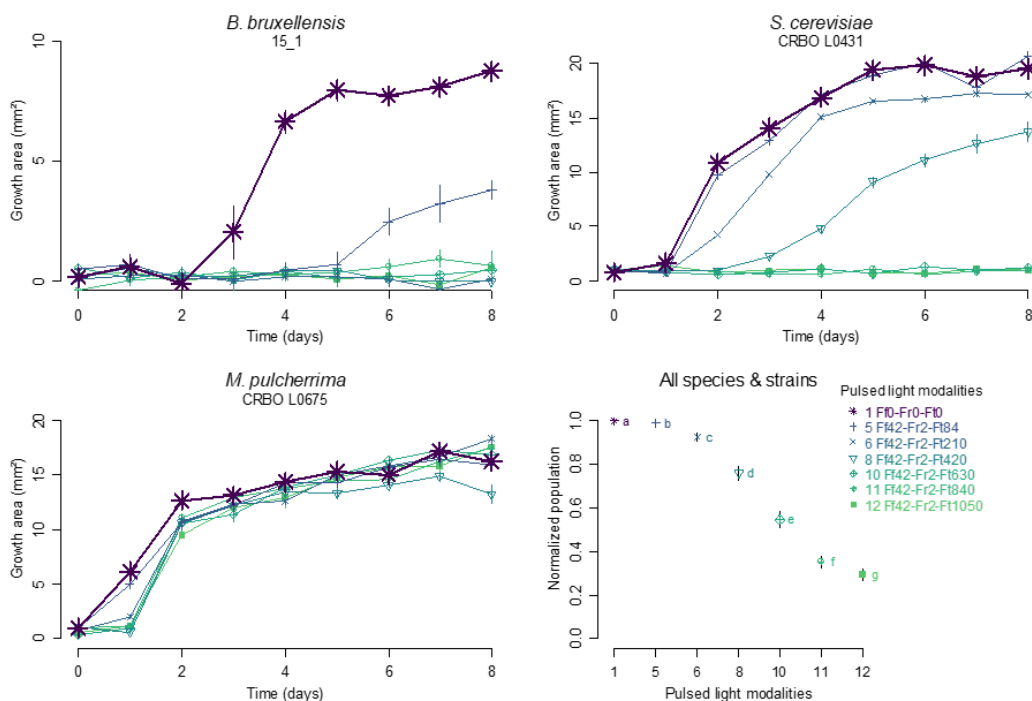 B. bruxellensis
15_1
Growth area (mm²)
10
5
0
0 2 4 6 8
Time (days)
S. cerevisiae
CRBO L0431
Growth area (mm²)
20
15
10
5
0
0 2 4 6 8
Time (days)
M. pulcherrima
CRBO L0675
Growth area (mm²)
20
15
10
5
0
0 2 4 6 8
Time (days)
All species & strains
Normalized population
1.0
0.8
0.6
0.4
0.2
0.0
a
b
c
d
e
f
g
1 5 6 8 10 11 12
Pulsed light modalities
Pulsed light modalities
1 Ff0-Fr0-Ft0
5 Ff42-Fr2-Ft84
6 Ff42-Fr2-Ft210
8 Ff42-Fr2-Ft420
10 Ff42-Fr2-Ft630
11 Ff42-Fr2-Ft840
12 Ff42-Fr2-Ft1050